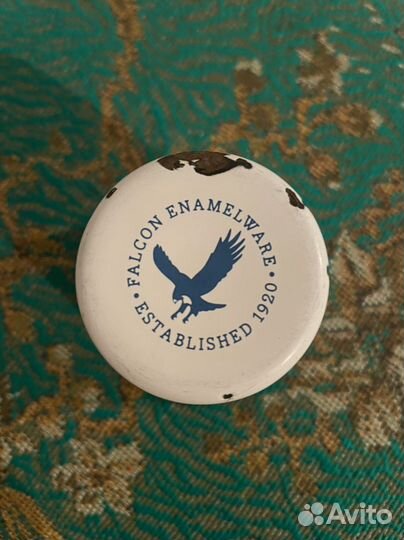 • FALCON ENAMELWARE •
ESTABLISHED 1920
Avito